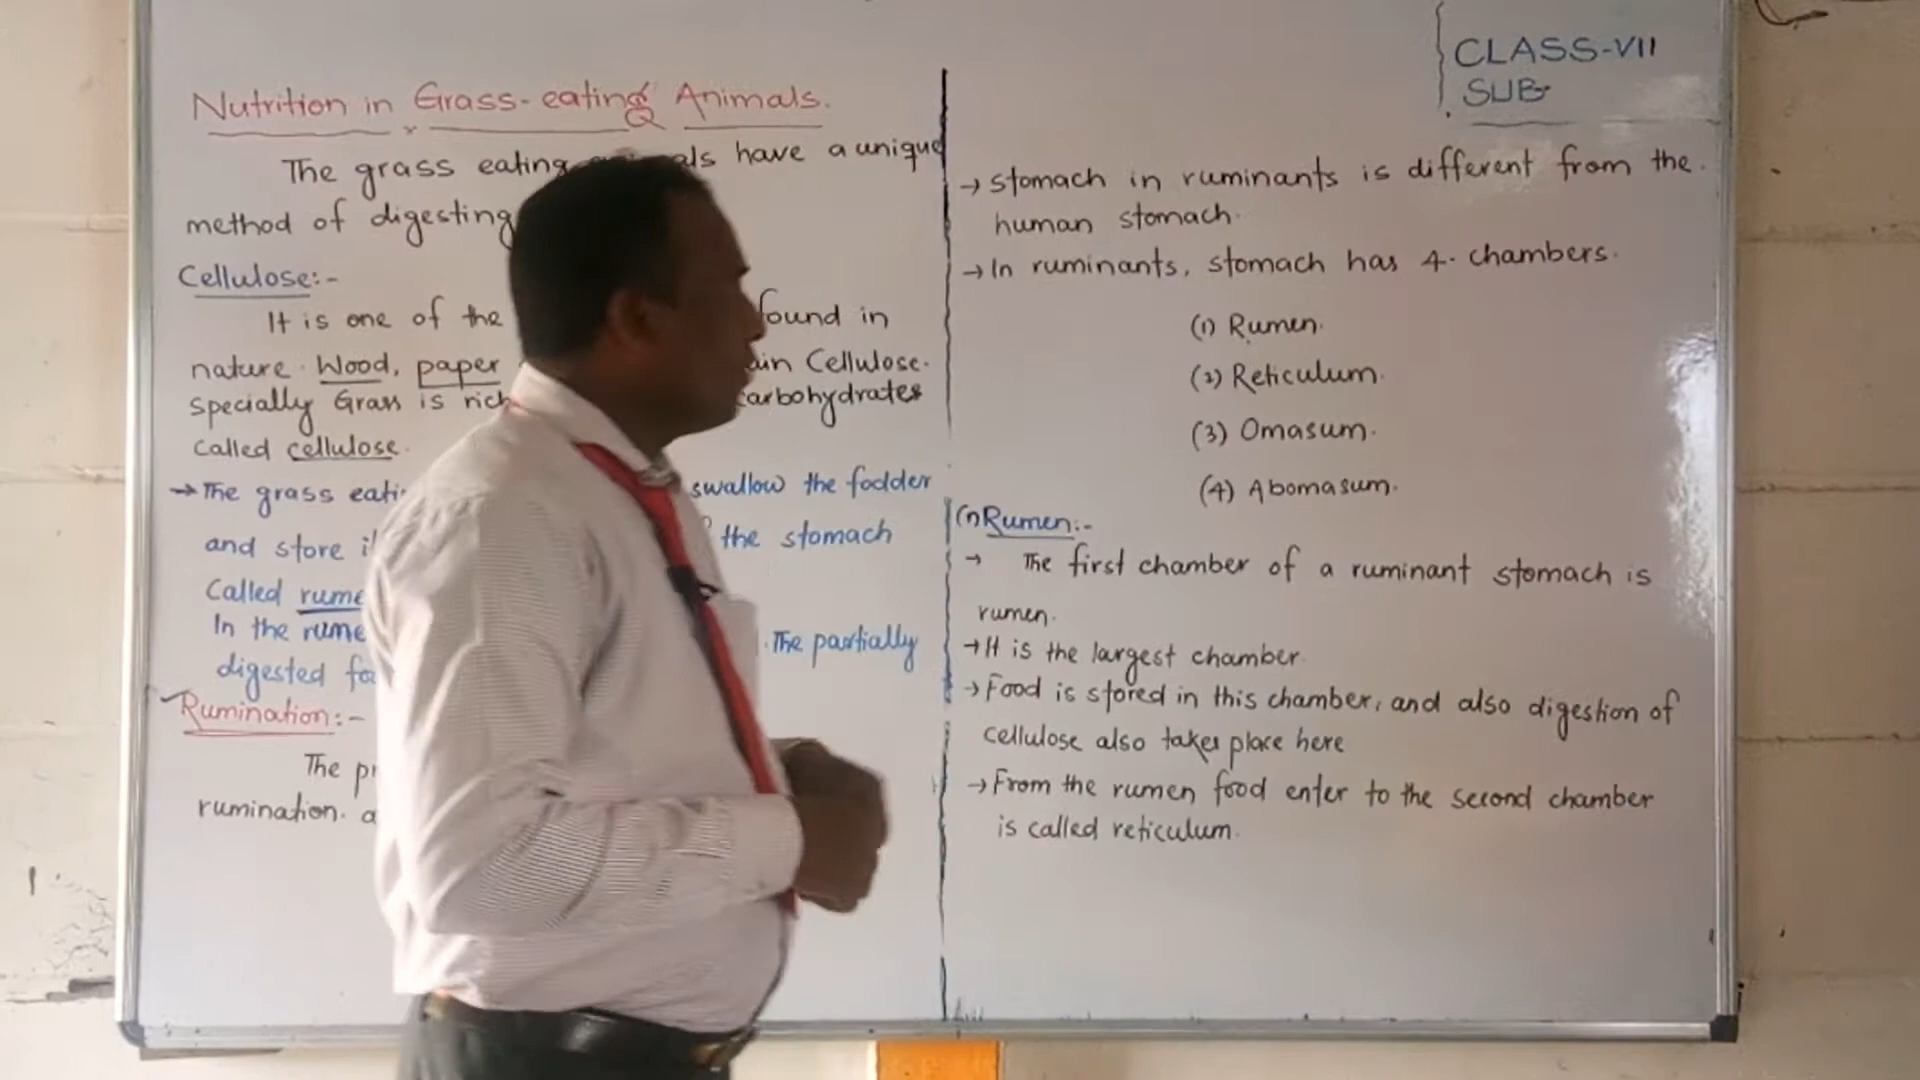 CLASS-VII
SUB
Nutrition in Grass-eating Animals.
The grass eating have a unique
method of digesting
Cellulose:-
It is one of the found in
nature. Wood, paper Cellulose.
specially Grass is rich carbohydrates
called cellulose.
→ The grass swallow the fodder
and store the stomach
Called
In the The partially
digested
Rumination:-
The
rumination.
→ stomach in ruminants is different from the
human stomach.
→ In ruminants, stomach has 4. chambers.
(1) Rumen.
(2) Reticulum.
(3) Omasum.
(4) Abomasum.
(1) Rumen:-
→ The first chamber of a ruminant stomach is
rumen.
→ It is the largest chamber.
→ Food is stored in this chamber, and also digestion of
cellulose also takes place here
→ From the rumen food enter to the second chamber
is called reticulum.